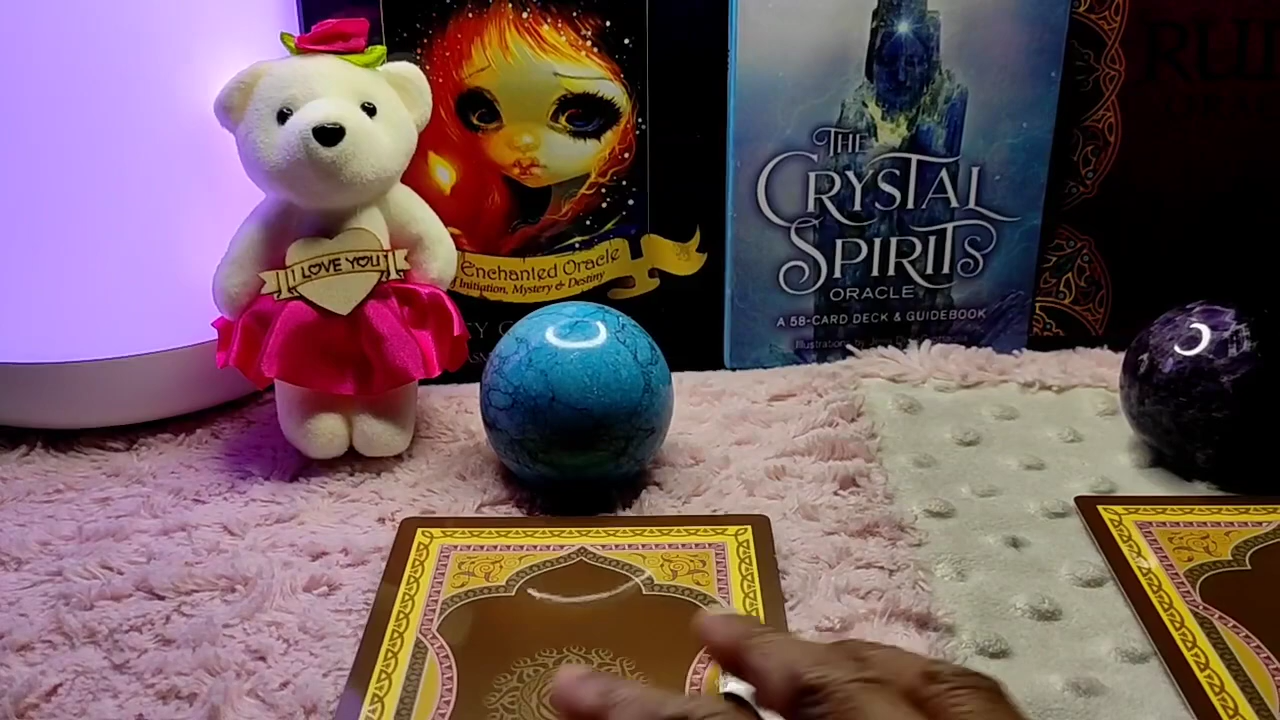 I LOVE YOU
Enchanted Oracle
Initiation, Mystery & Destiny
THE
CRYSTAL
SPIRITS
ORACLE
A 58-CARD DECK & GUIDEBOOK